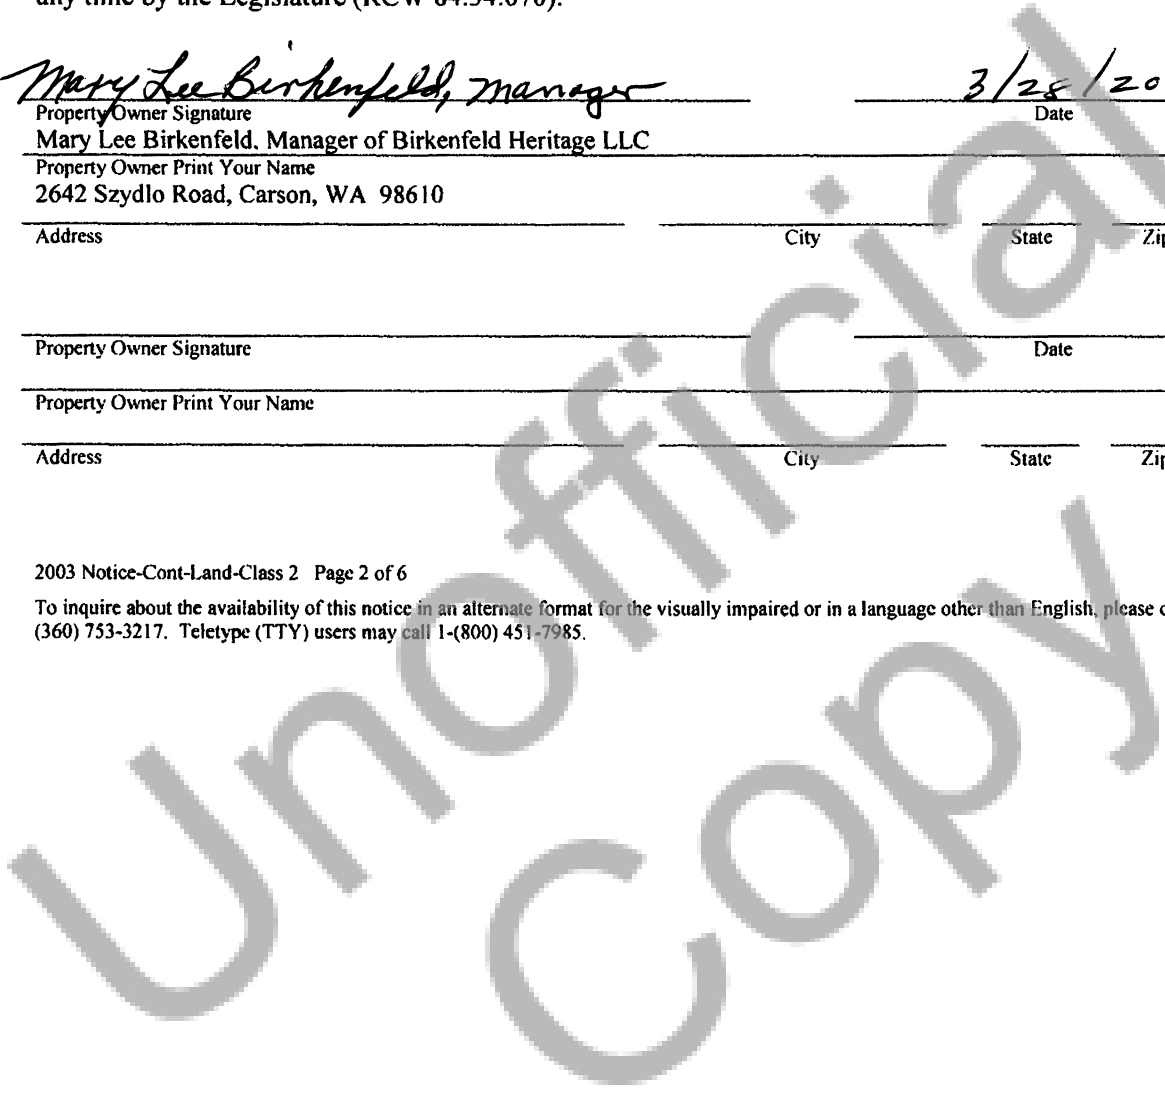 any time by the Legislature (RCW 84.34.070).
Mary Lee Birkenfeld, Manager 3/28/20
Property Owner Signature Date
Mary Lee Birkenfeld, Manager of Birkenfeld Heritage LLC
Property Owner Print Your Name
2642 Szydlo Road, Carson, WA 98610
Address City State Zip
Property Owner Signature Date
Property Owner Print Your Name
Address City State Zip
2003 Notice-Cont-Land-Class 2 Page 2 of 6
To inquire about the availability of this notice in an alternate format for the visually impaired or in a language other than English, please
(360) 753-3217. Teletype (TTY) users may call 1-(800) 451-7985.
Unofficial
Copy